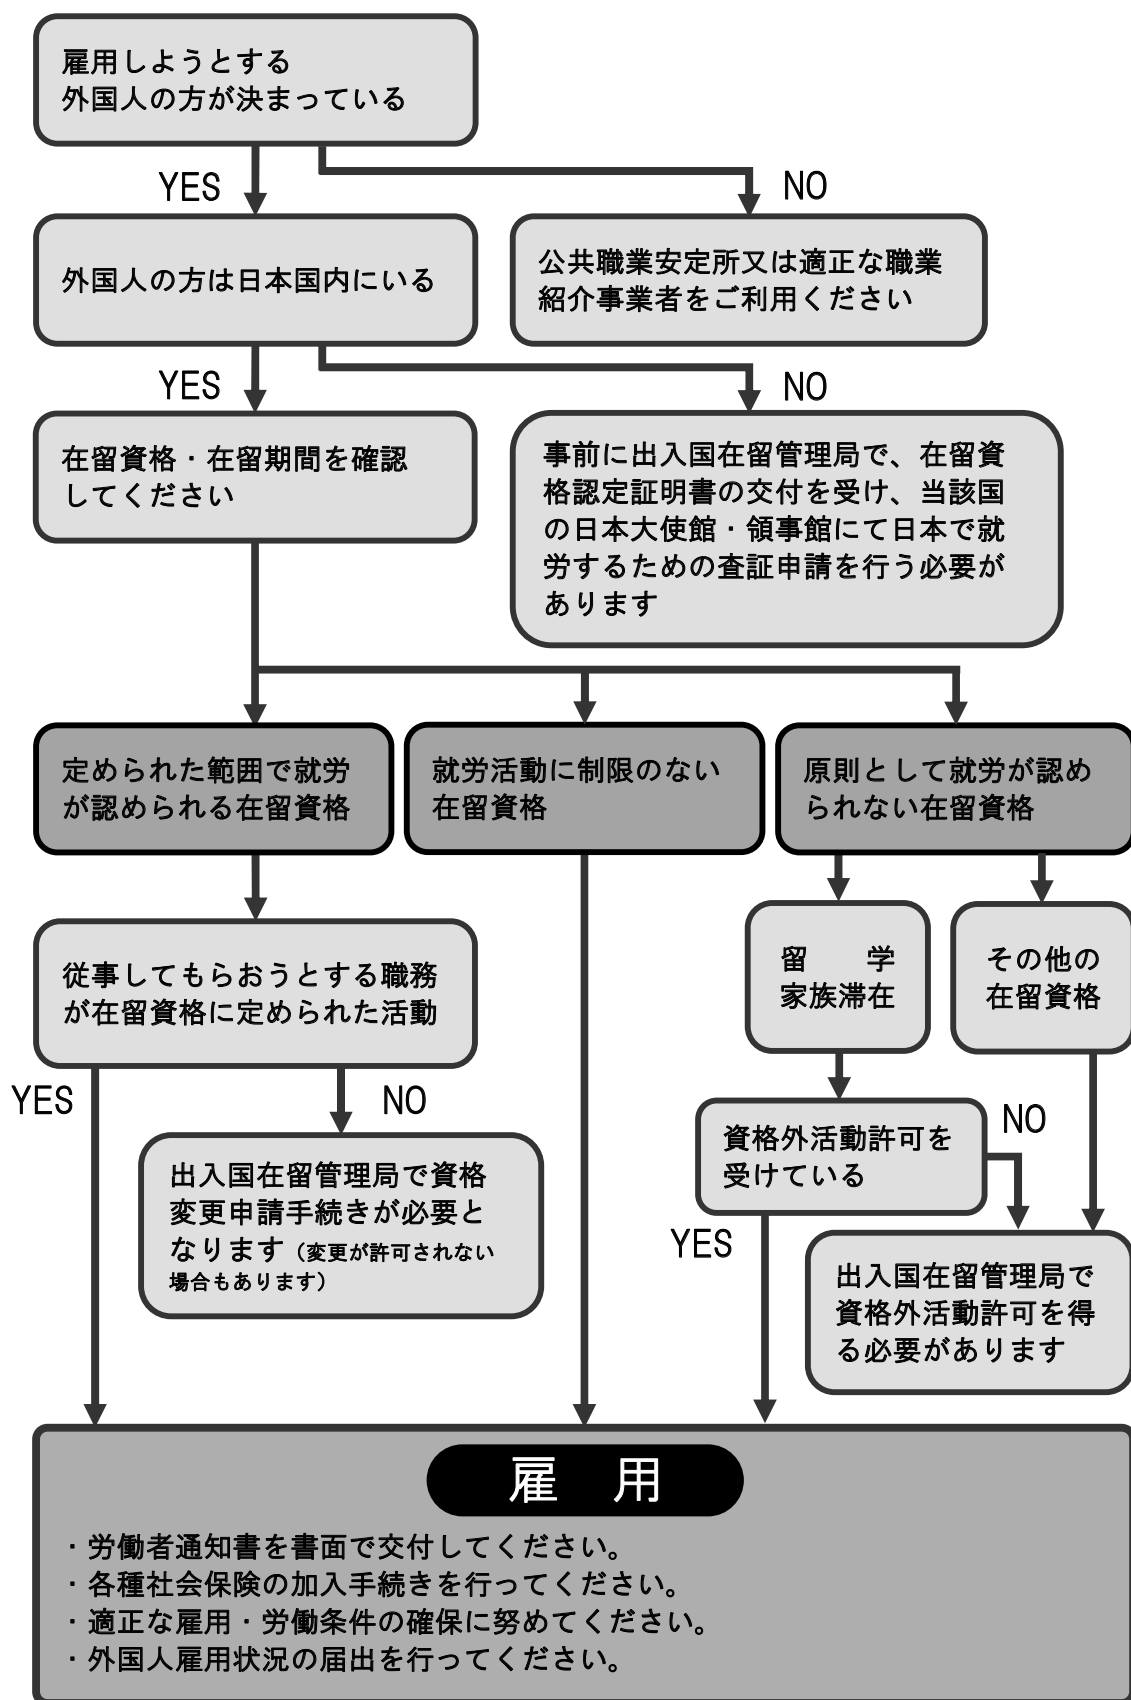 雇用しようとする
外国人の方が決まっている
YES
NO
外国人の方は日本国内にいる
公共職業安定所又は適正な職業
紹介事業者をご利用ください
YES
NO
在留資格・在留期間を確認
してください
事前に出入国在留管理局で、在留資
格認定証明書の交付を受け、当該国
の日本大使館・領事館にて日本で就
労するための査証申請を行う必要が
あります
定められた範囲で就労
が認められる在留資格
就労活動に制限のない
在留資格
原則として就労が認め
られない在留資格
従事してもらおうとする職務
が在留資格に定められた活動
留　　学
家族滞在
その他の
在留資格
YES
NO
出入国在留管理局で資格
変更申請手続きが必要と
なります（変更が許可されない
場合もあります）
資格外活動許可を
受けている
NO
YES
出入国在留管理局で
資格外活動許可を得
る必要があります
雇　用
・労働者通知書を書面で交付してください。
・各種社会保険の加入手続きを行ってください。
・適正な雇用・労働条件の確保に努めてください。
・外国人雇用状況の届出を行ってください。